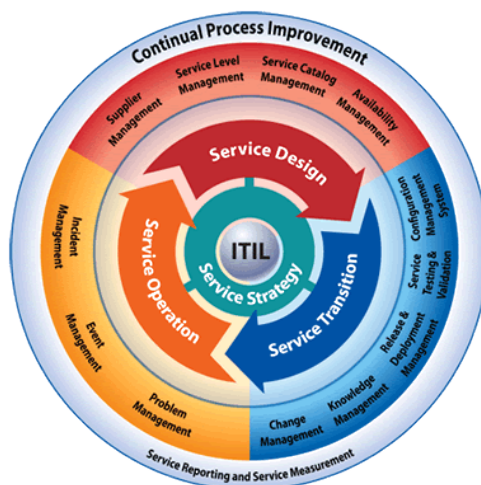 Continual Process Improvement
Supplier
Management
Service Level
Management
Service Catalog
Management
Availability
Management
Service Design
Configuration
Management
System
Service
Testing &
Validation
Release &
Deployment
Management
Knowledge
Management
Change
Management
Service Transition
ITIL
Service Strategy
Service Operation
Incident
Management
Event
Management
Problem
Management
Service Reporting and Service Measurement